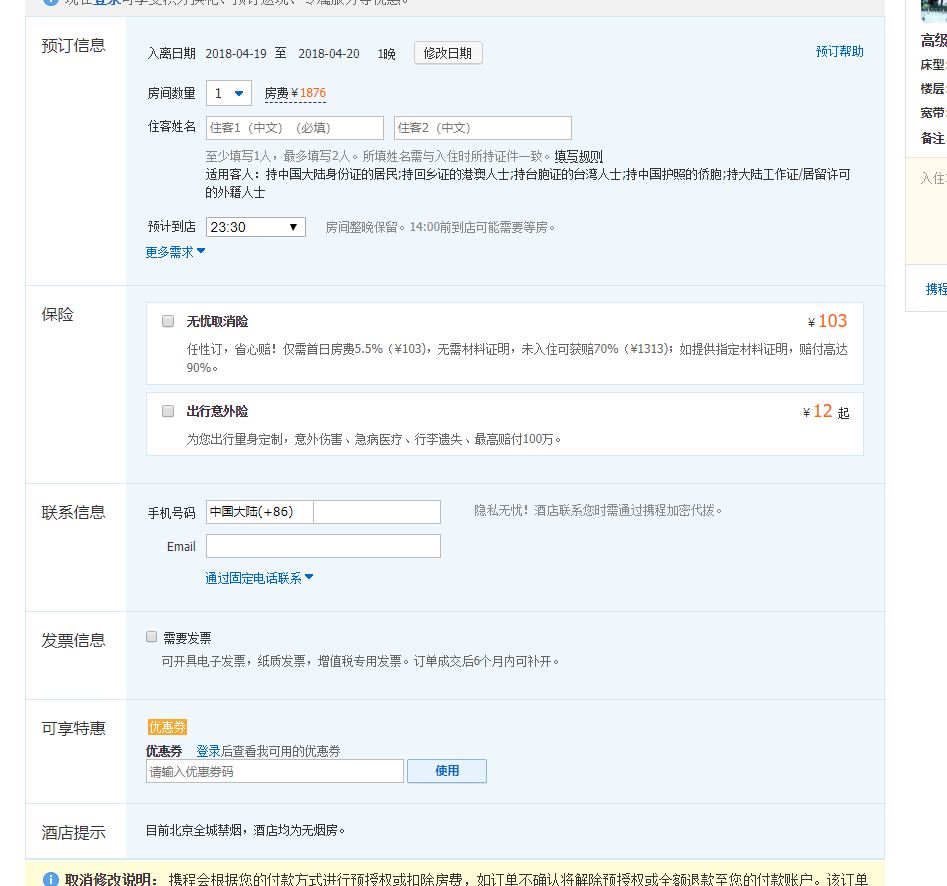 现在登录可享受积分换礼、预订返现、专属服务等优惠。
预订信息
入离日期 2018-04-19 至 2018-04-20 1晚 修改日期 预订帮助
房间数量 1 房费¥1876
住客姓名 住客1（中文）（必填） 住客2（中文）
至少填写1人，最多填写2人。所填姓名需与入住时所持证件一致。填写规则
适用客人：持中国大陆身份证的居民;持回乡证的港澳人士;持台胞证的台湾人士;持中国护照的侨胞;持大陆工作证/居留许可
的外籍人士
预计到店 23:30 房间整晚保留。14:00前到店可能需要等房。
更多需求
保险
无忧取消险 ¥103
任性订，省心赔！仅需首日房费5.5%（¥103），无需材料证明，未入住可获赔70%（¥1313）；如提供指定材料证明，赔付高达
90%。
出行意外险 ¥12 起
为您出行量身定制，意外伤害、急病医疗、行李遗失、最高赔付100万。
联系信息
手机号码 中国大陆(+86) 隐私无忧！酒店联系您时需通过携程加密代拨。
Email
通过固定电话联系
发票信息
需要发票
可开具电子发票，纸质发票，增值税专用发票。订单成交后6个月内可补开。
可享特惠
优惠券
优惠券 登录后查看我可用的优惠券
请输入优惠券码 使用
酒店提示
目前北京全城禁烟，酒店均为无烟房。
取消修改说明： 携程会根据您的付款方式进行预授权或扣除房费，如订单不确认将解除预授权或全额退款至您的付款账户。该订单
高级
床型
楼层
宽带
备注
入住
携程